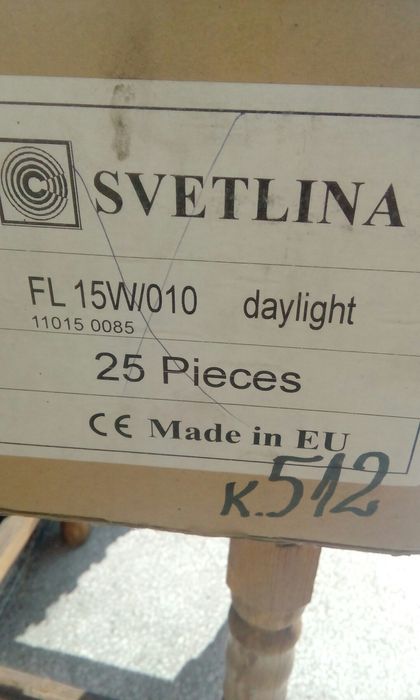 SVETLINA
FL 15W/010 daylight
11015 0085
25 Pieces
CE Made in EU
К.512